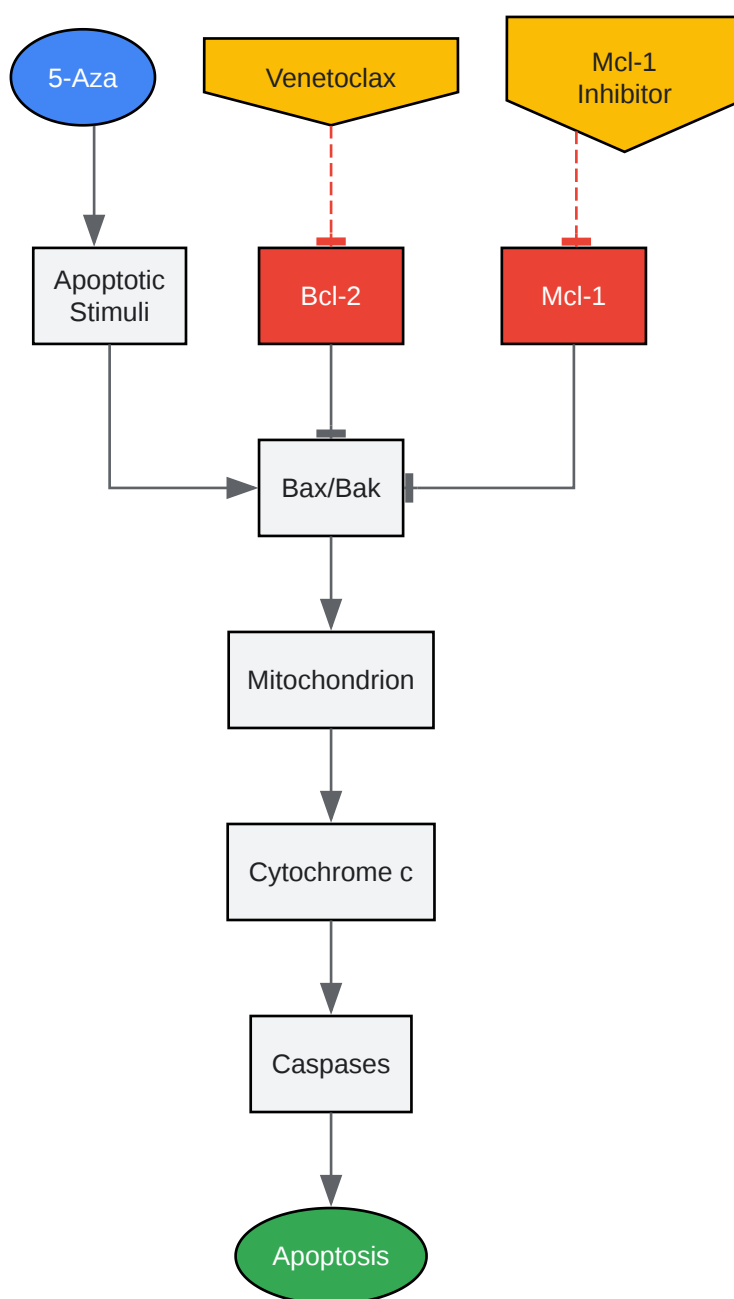 5-Aza
Venetoclax
Mcl-1
Inhibitor
Apoptotic
Stimuli
Bcl-2
Mcl-1
Bax/Bak
Mitochondrion
Cytochrome c
Caspases
Apoptosis